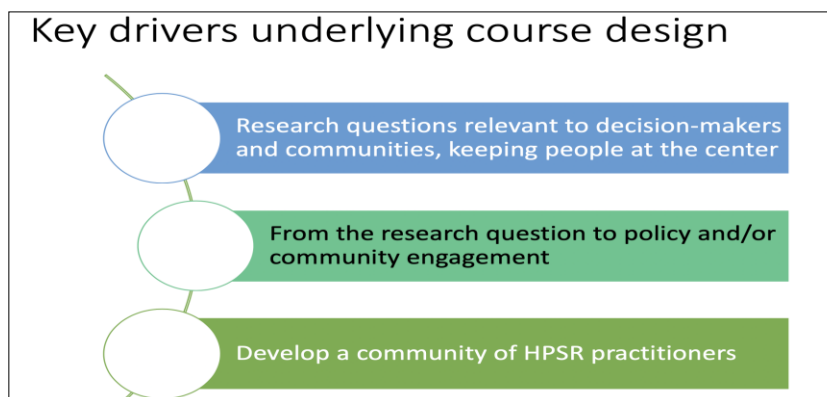 Key drivers underlying course design
Research questions relevant to decision-makers
and communities, keeping people at the center
From the research question to policy and/or
community engagement
Develop a community of HPSR practitioners